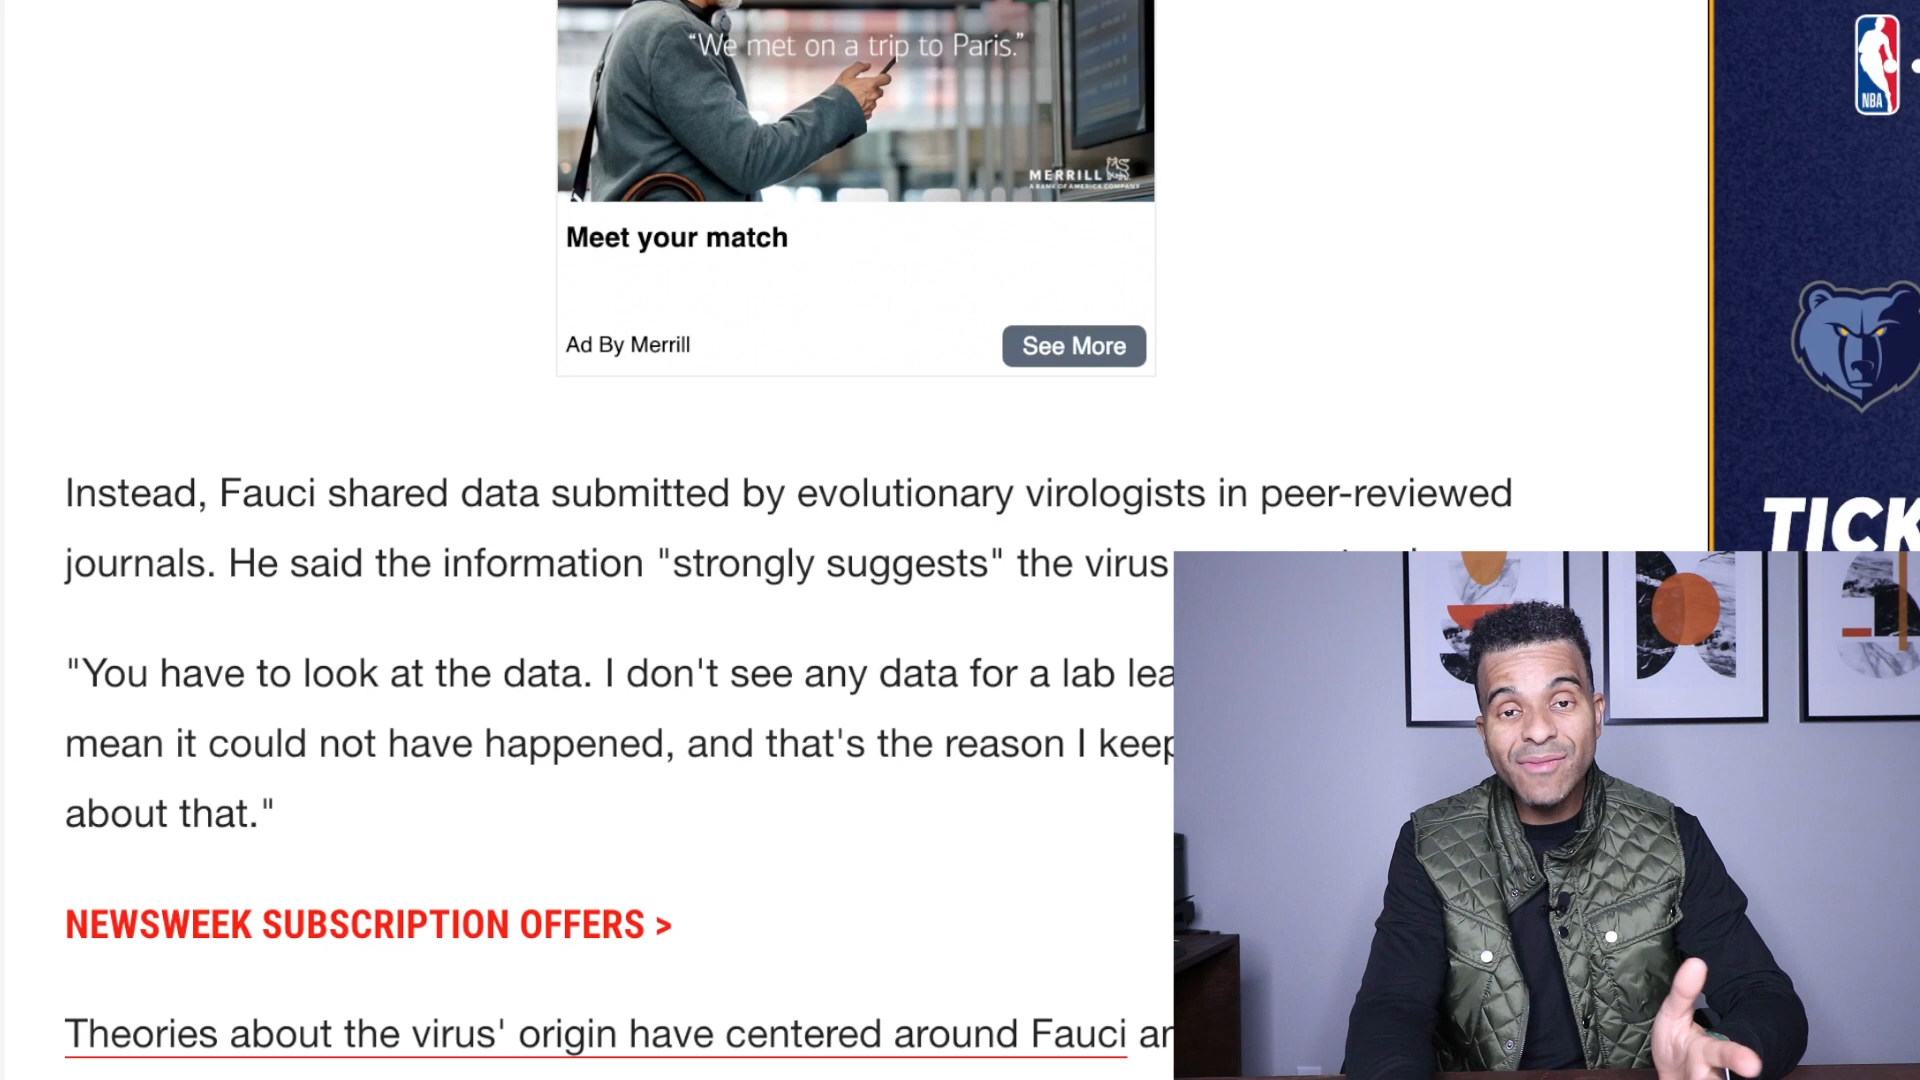 "We met on a trip to Paris."
MERRILL
A BANK OF AMERICA COMPANY
Meet your match
Ad By Merrill
See More
NBA
TICK
Instead, Fauci shared data submitted by evolutionary virologists in peer-reviewed
journals. He said the information "strongly suggests" the virus
"You have to look at the data. I don't see any data for a lab lea
mean it could not have happened, and that's the reason I keep
about that."
NEWSWEEK SUBSCRIPTION OFFERS >
Theories about the virus' origin have centered around Fauci